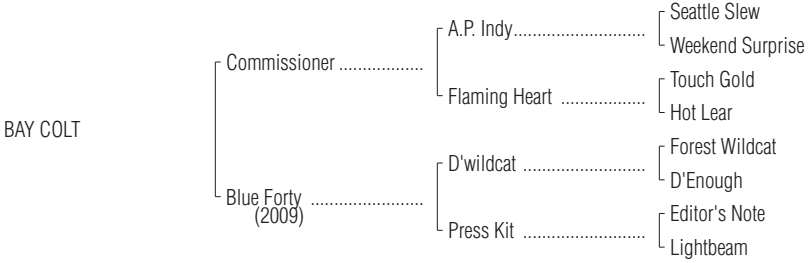 Seattle Slew
A.P. Indy............................
Weekend Surprise
Commissioner ..................
Touch Gold
Flaming Heart ..................
Hot Lear
BAY COLT
Forest Wildcat
D'wildcat ..........................
D'Enough
Blue Forty ........................
(2009)
Editor's Note
Press Kit ..........................
Lightbeam